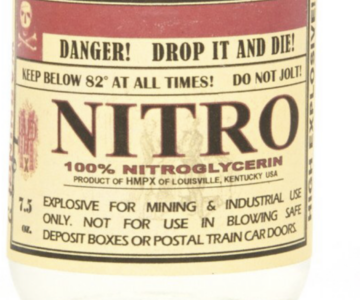 DANGER! DROP IT AND DIE!
KEEP BELOW 82° AT ALL TIMES! DO NOT JOLT!
NITRO
100% NITROGLYCERIN
PRODUCT OF HMPX OF LOUISVILLE, KENTUCKY USA
7.5 oz.
EXPLOSIVE FOR MINING & INDUSTRIAL USE
ONLY. NOT FOR USE IN BLOWING SAFE
DEPOSIT BOXES OR POSTAL TRAIN CAR DOORS.
HIGH EXPLOSIVE